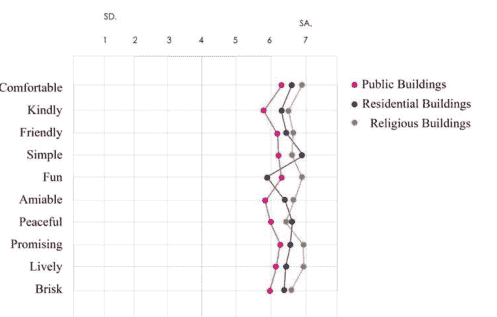 SD.
SA.
1 2 3 4 5 6 7
Comfortable
Kindly
Friendly
Simple
Fun
Amiable
Peaceful
Promising
Lively
Brisk
Public Buildings
Residential Buildings
Religious Buildings